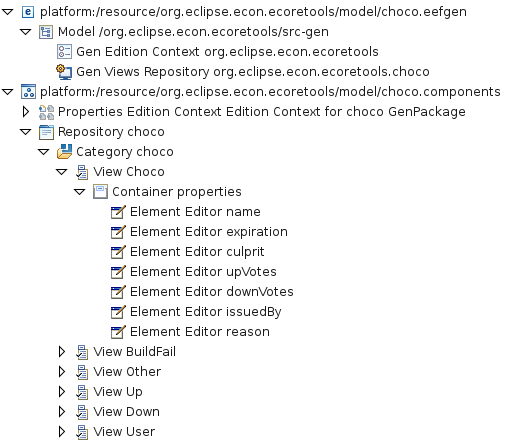 platform:/resource/org.eclipse.econ.ecoretools/model/choco.eefgen
Model /org.eclipse.econ.ecoretools/src-gen
Gen Edition Context org.eclipse.econ.ecoretools
Gen Views Repository org.eclipse.econ.ecoretools.choco
platform:/resource/org.eclipse.econ.ecoretools/model/choco.components
Properties Edition Context Edition Context for choco GenPackage
Repository choco
Category choco
View Choco
Container properties
Element Editor name
Element Editor expiration
Element Editor culprit
Element Editor upVotes
Element Editor downVotes
Element Editor issuedBy
Element Editor reason
View BuildFail
View Other
View Up
View Down
View User